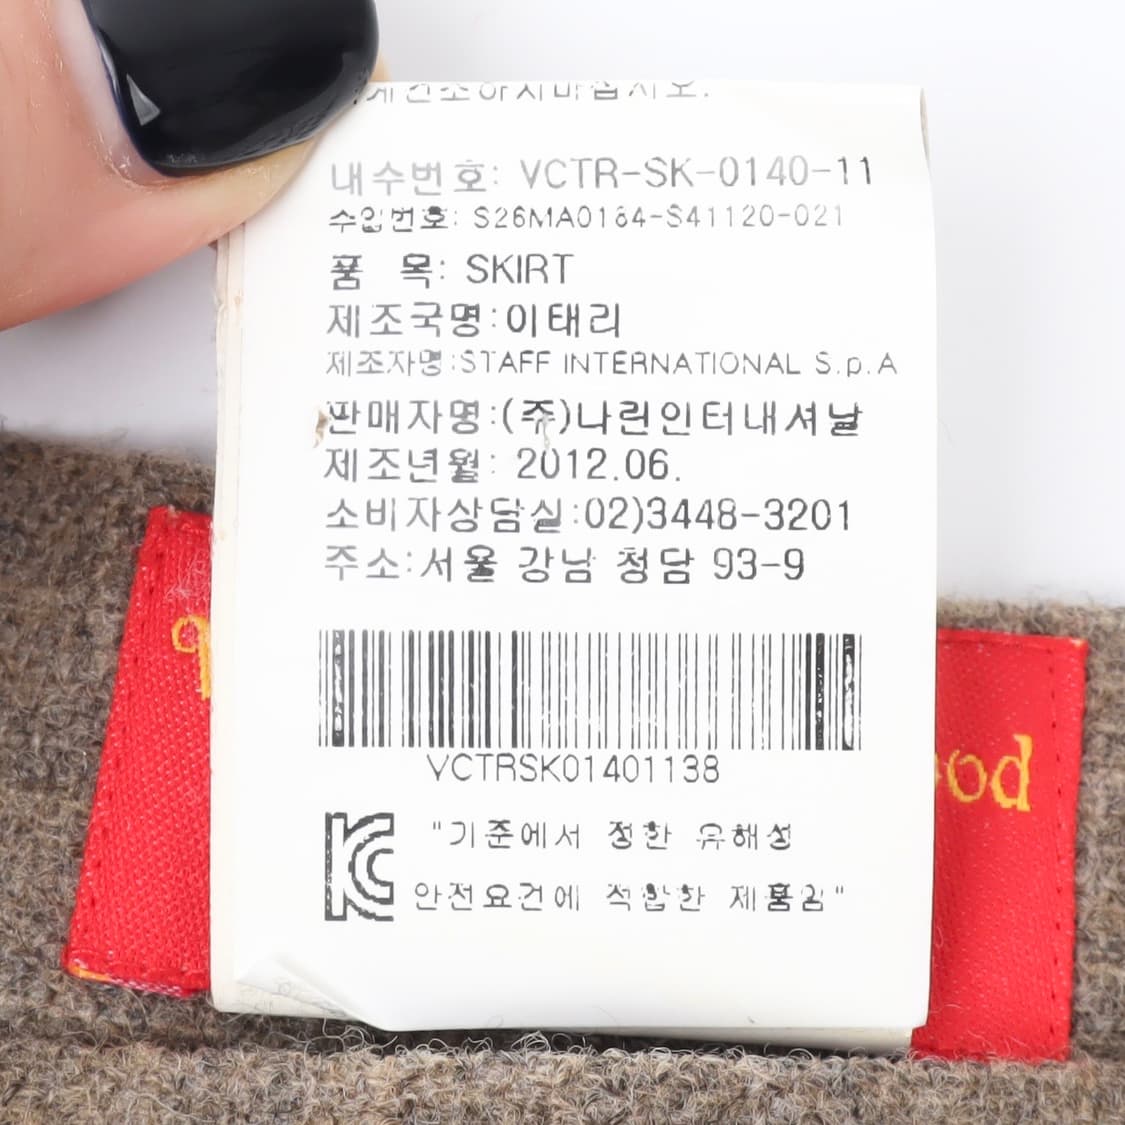 내수번호: VCTR-SK-0140-11
수입번호: S26MA0184-S41120-021
품 목: SKIRT
제조국명:이태리
제조자명:STAFF INTERNATIONAL S.p.A
판매자명:(주)나린인터내셔날
제조년월: 2012.06.
소비자상담실:02)3448-3201
주소:서울 강남 청담 93-9
VCTRSK01401138
KC
"기준에서 정한 유해성
안전요건에 적합한 제품임"